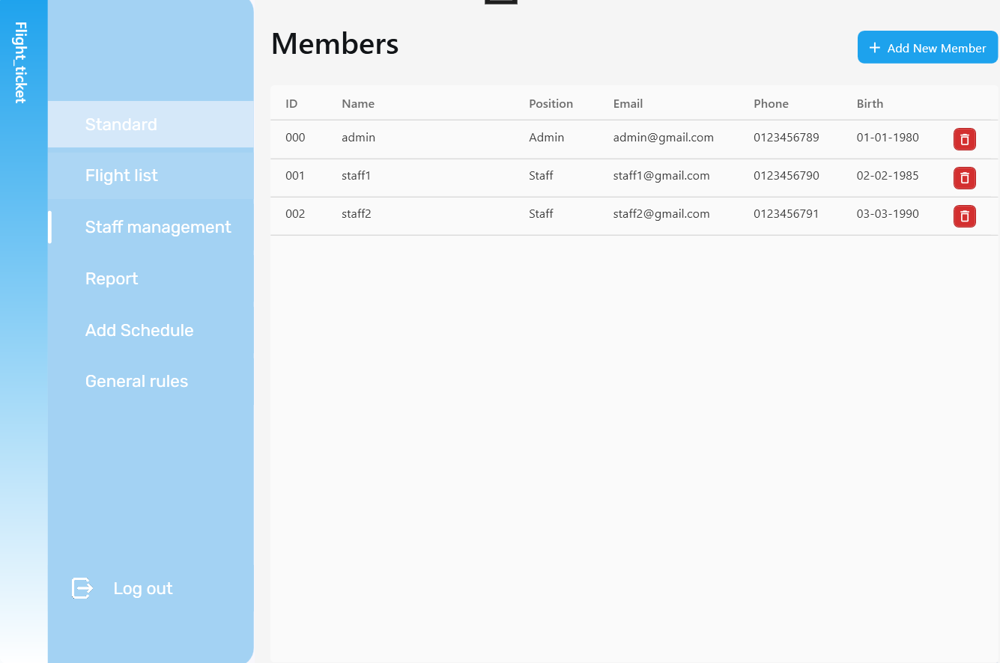 Flight_ticket
Standard
Flight list
Staff management
Report
Add Schedule
General rules
Log out
Members
+ Add New Member
ID Name Position Email Phone Birth
000 admin Admin admin@gmail.com 0123456789 01-01-1980
001 staff1 Staff staff1@gmail.com 0123456790 02-02-1985
002 staff2 Staff staff2@gmail.com 0123456791 03-03-1990